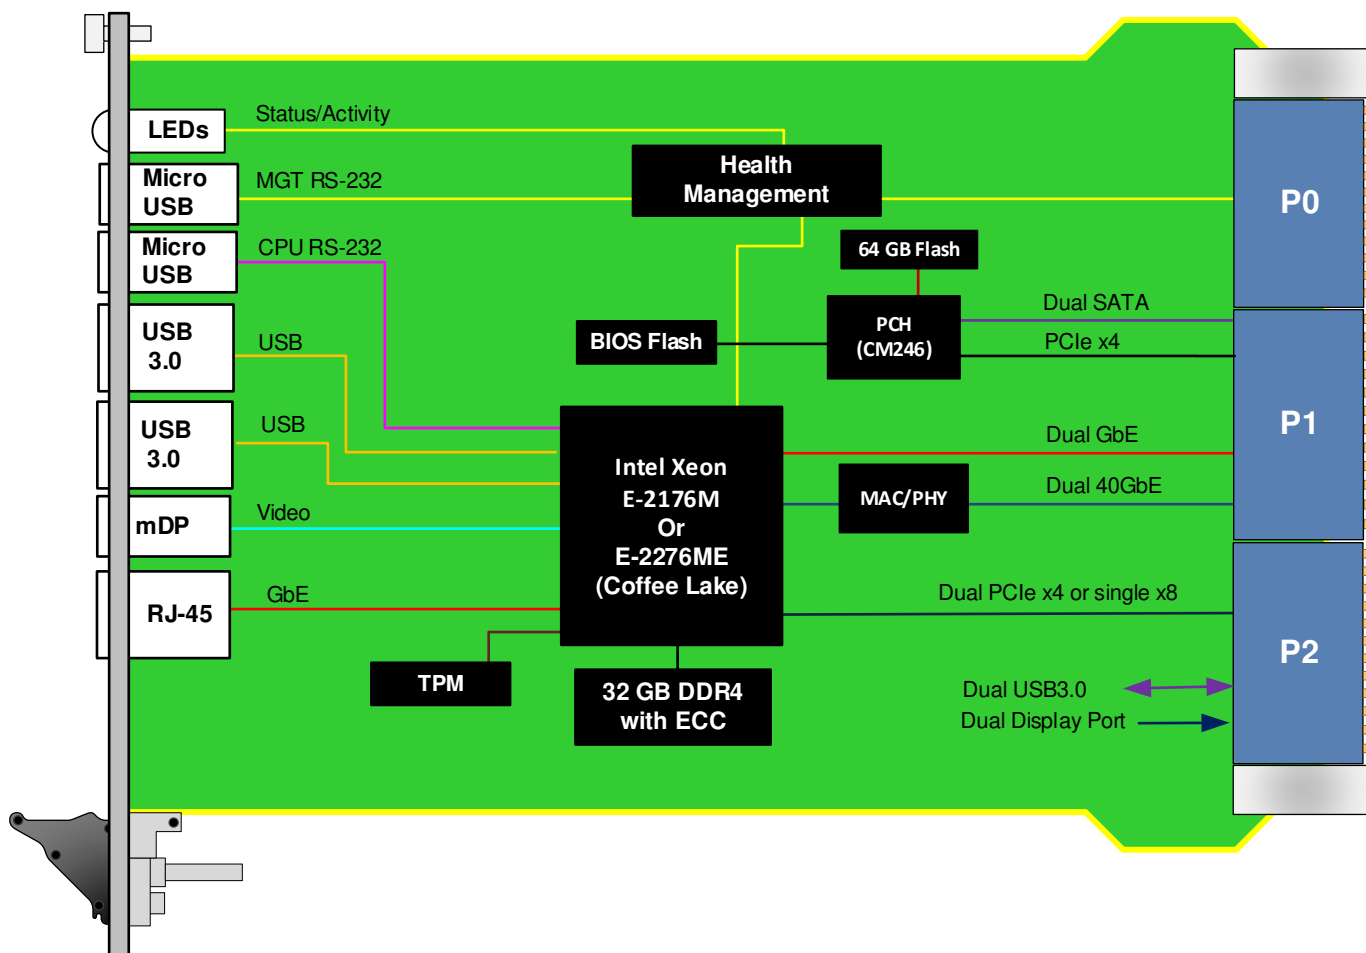 Status/Activity
LEDs
Health
Management
Micro
USB
MGT RS-232
P0
Micro
USB
CPU RS-232
64 GB Flash
USB
3.0
USB
BIOS Flash
PCH
(CM246)
Dual SATA
PCIe x4
USB
3.0
USB
Intel Xeon
E-2176M
Or
E-2276ME
(Coffee Lake)
Dual GbE
P1
MAC/PHY
Dual 40GbE
mDP
Video
RJ-45
GbE
Dual PCIe x4 or single x8
P2
TPM
32 GB DDR4
with ECC
Dual USB3.0
Dual Display Port